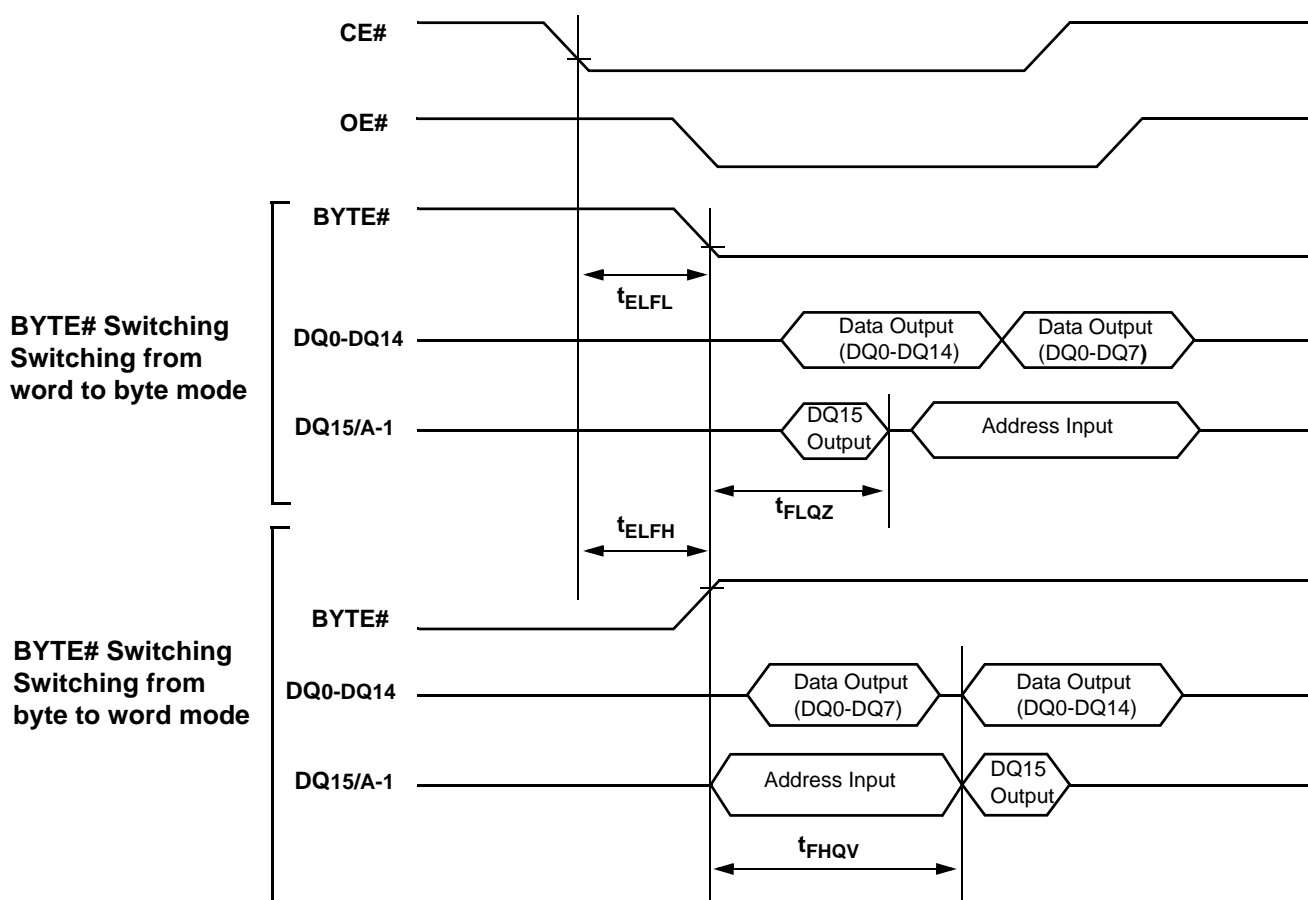 CE#
OE#
BYTE#
tELFL
BYTE# Switching
Switching from
word to byte mode
DQ0-DQ14
Data Output
(DQ0-DQ14)
Data Output
(DQ0-DQ7)
DQ15/A-1
DQ15
Output
Address Input
tFLQZ
tELFH
BYTE#
BYTE# Switching
Switching from
byte to word mode
DQ0-DQ14
Data Output
(DQ0-DQ7)
Data Output
(DQ0-DQ14)
DQ15/A-1
Address Input
DQ15
Output
tFHQV